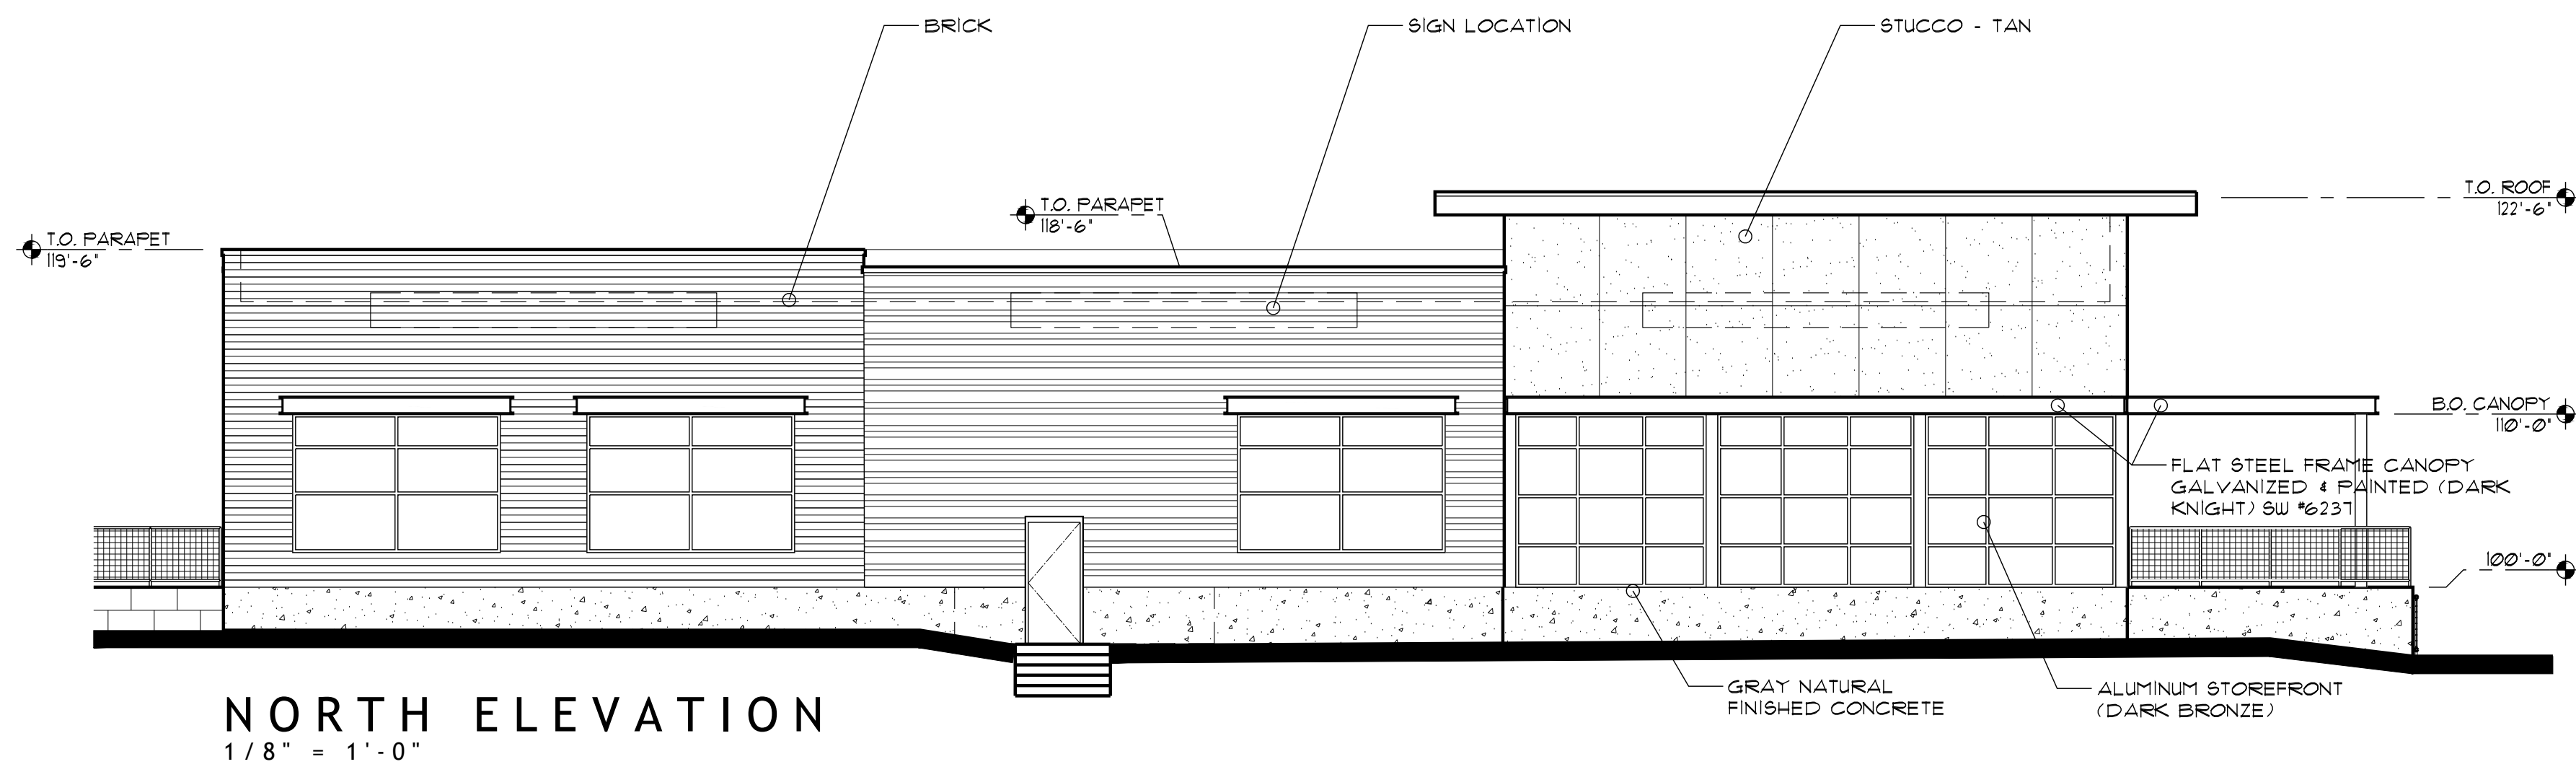 BRICK
SIGN LOCATION
STUCCO - TAN
T.O. ROOF
122'-6"
T.O. PARAPET
118'-6"
T.O. PARAPET
119'-6"
B.O. CANOPY
110'-0"
FLAT STEEL FRAME CANOPY
GALVANIZED & PAINTED (DARK
KNIGHT) SW #6237
100'-0"
GRAY NATURAL
FINISHED CONCRETE
ALUMINUM STOREFRONT
(DARK BRONZE)
NORTH ELEVATION
1/8" = 1'-0"